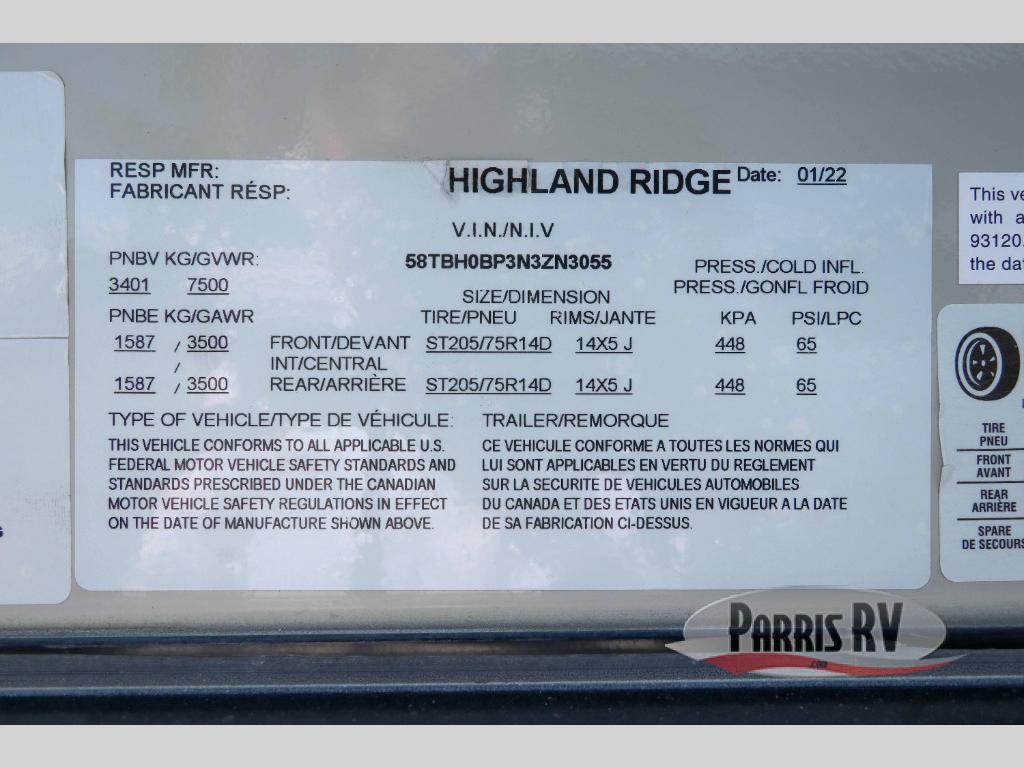 RESP MFR:
FABRICANT RÉSP:
HIGHLAND RIDGE Date: 01/22
V.I.N./N.I.V
PNBV KG/GVWR: 58TBH0BP3N3ZN3055
PRESS./COLD INFL.
3401 7500
PRESS./GONFL FROID
SIZE/DIMENSION
PNBE KG/GAWR TIRE/PNEU RIMS/JANTE KPA PSI/LPC
1587 / 3500 FRONT/DEVANT ST205/75R14D 14X5 J 448 65
/ INT/CENTRAL
1587 / 3500 REAR/ARRIÈRE ST205/75R14D 14X5 J 448 65
TYPE OF VEHICLE/TYPE DE VÉHICULE: TRAILER/REMORQUE
THIS VEHICLE CONFORMS TO ALL APPLICABLE U.S.
FEDERAL MOTOR VEHICLE SAFETY STANDARDS AND
STANDARDS PRESCRIBED UNDER THE CANADIAN
MOTOR VEHICLE SAFETY REGULATIONS IN EFFECT
ON THE DATE OF MANUFACTURE SHOWN ABOVE.
CE VEHICULE CONFORME A TOUTES LES NORMES QUI
LUI SONT APPLICABLES EN VERTU DU REGLEMENT
SUR LA SECURITE DE VEHICULES AUTOMOBILES
DU CANADA ET DES ETATS UNIS EN VIGUEUR A LA DATE
DE SA FABRICATION CI-DESSUS.
This ve
with a
93120.
the dat
TIRE
PNEU
FRONT
AVANT
REAR
ARRIÈRE
SPARE
DE SECOURS
PARRIS RV
.com